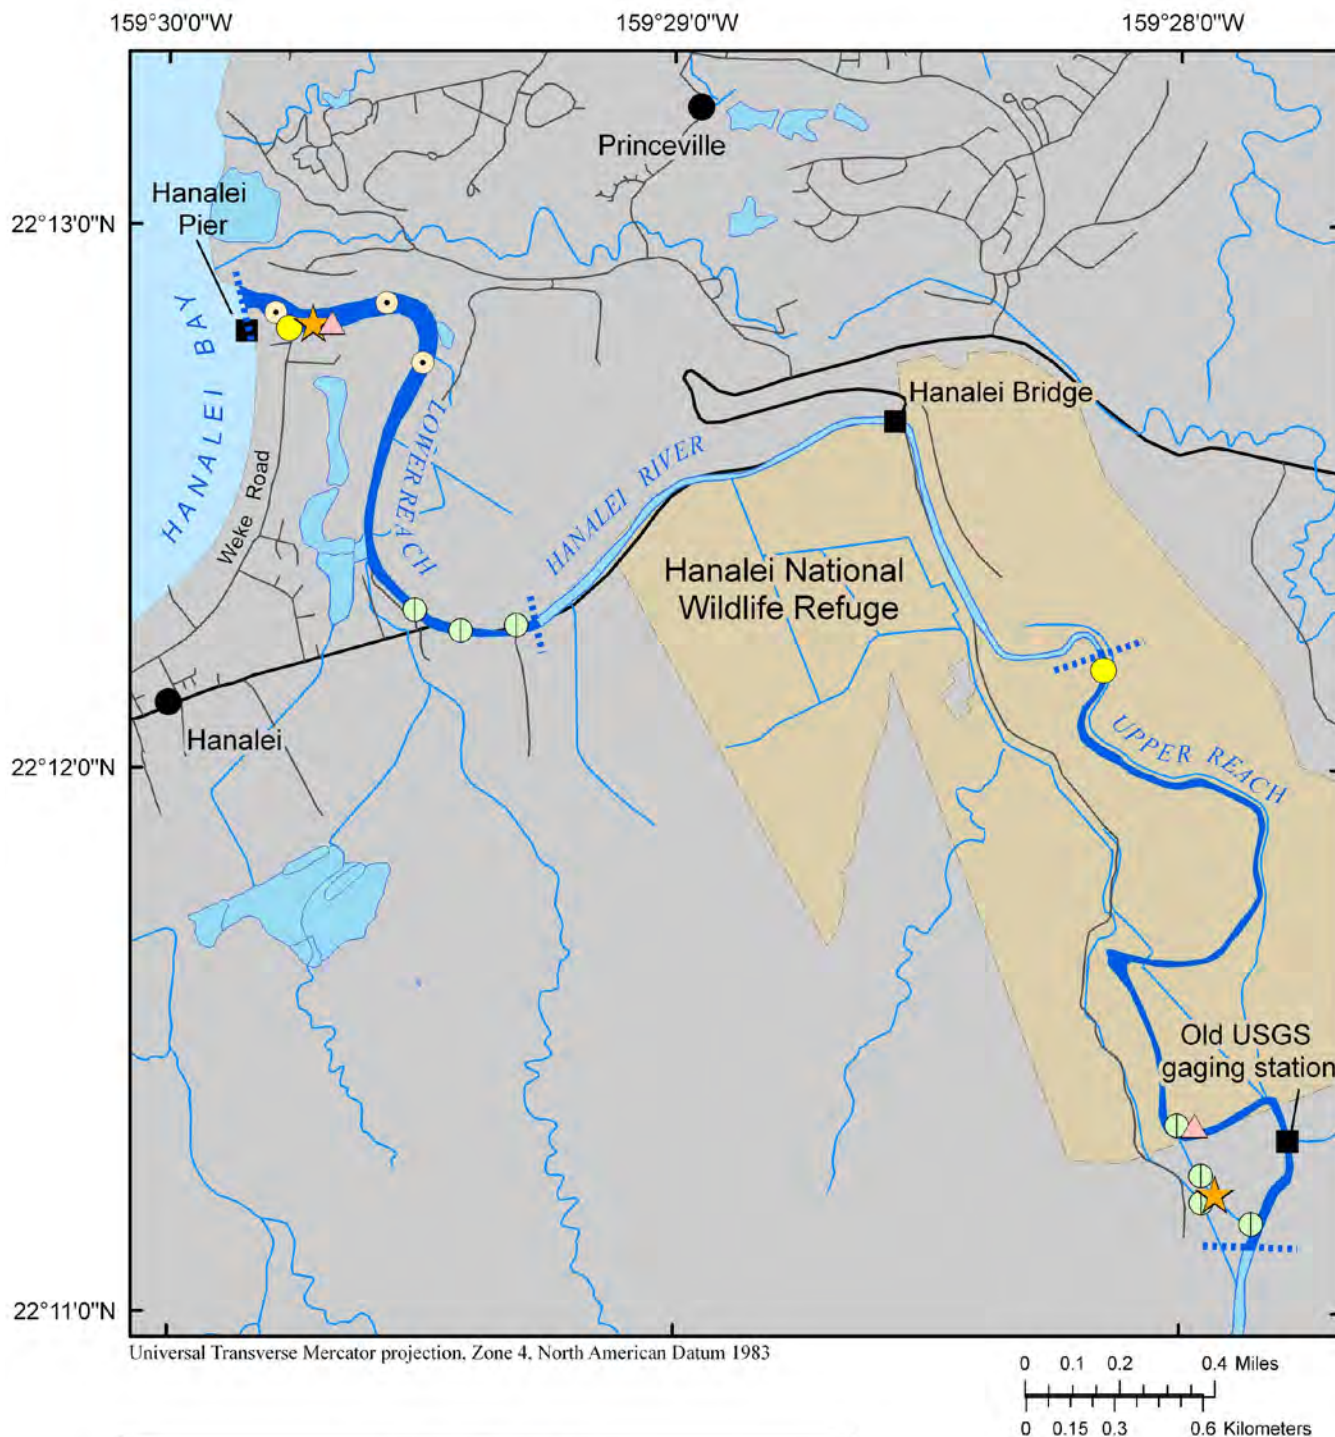 159°30'0"W
159°29'0"W
159°28'0"W
Princeville
Hanalei
Pier
22°13'0"N
HANALEI BAY
Hanalei Bridge
LOWER REACH
HANALEI RIVER
Weke Road
Hanalei National
Wildlife Refuge
Hanalei
UPPER REACH
22°12'0"N
Old USGS
gaging station
22°11'0"N
Universal Transverse Mercator projection, Zone 4, North American Datum 1983
0 0.1 0.2 0.4 Miles
0 0.15 0.3 0.6 Kilometers